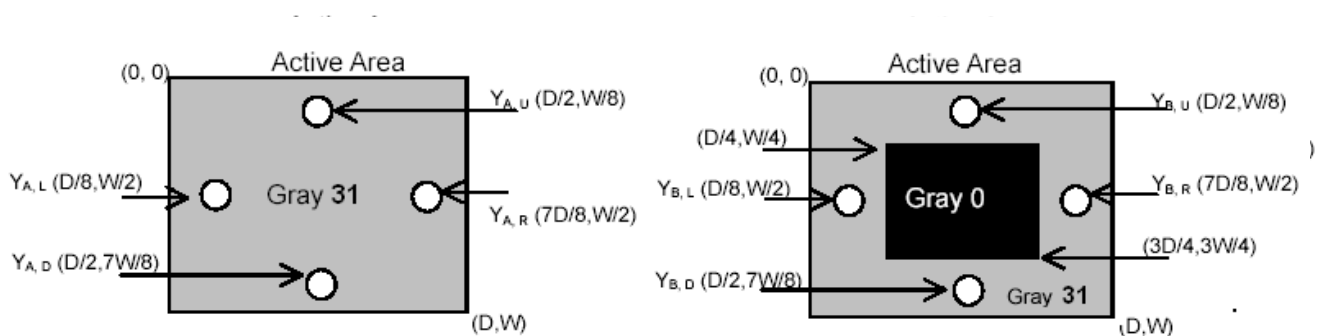 Active Area
(0, 0)
Y_A, U (D/2,W/8)
Y_A, L (D/8,W/2)
Gray 31
Y_A, R (7D/8,W/2)
Y_A, D (D/2,7W/8)
(D,W)
Active Area
(0, 0)
Y_B, U (D/2,W/8)
(D/4,W/4)
)
Y_B, L (D/8,W/2)
Gray 0
Y_B, R (7D/8,W/2)
(3D/4,3W/4)
Y_B, D (D/2,7W/8)
Gray 31
(D,W)